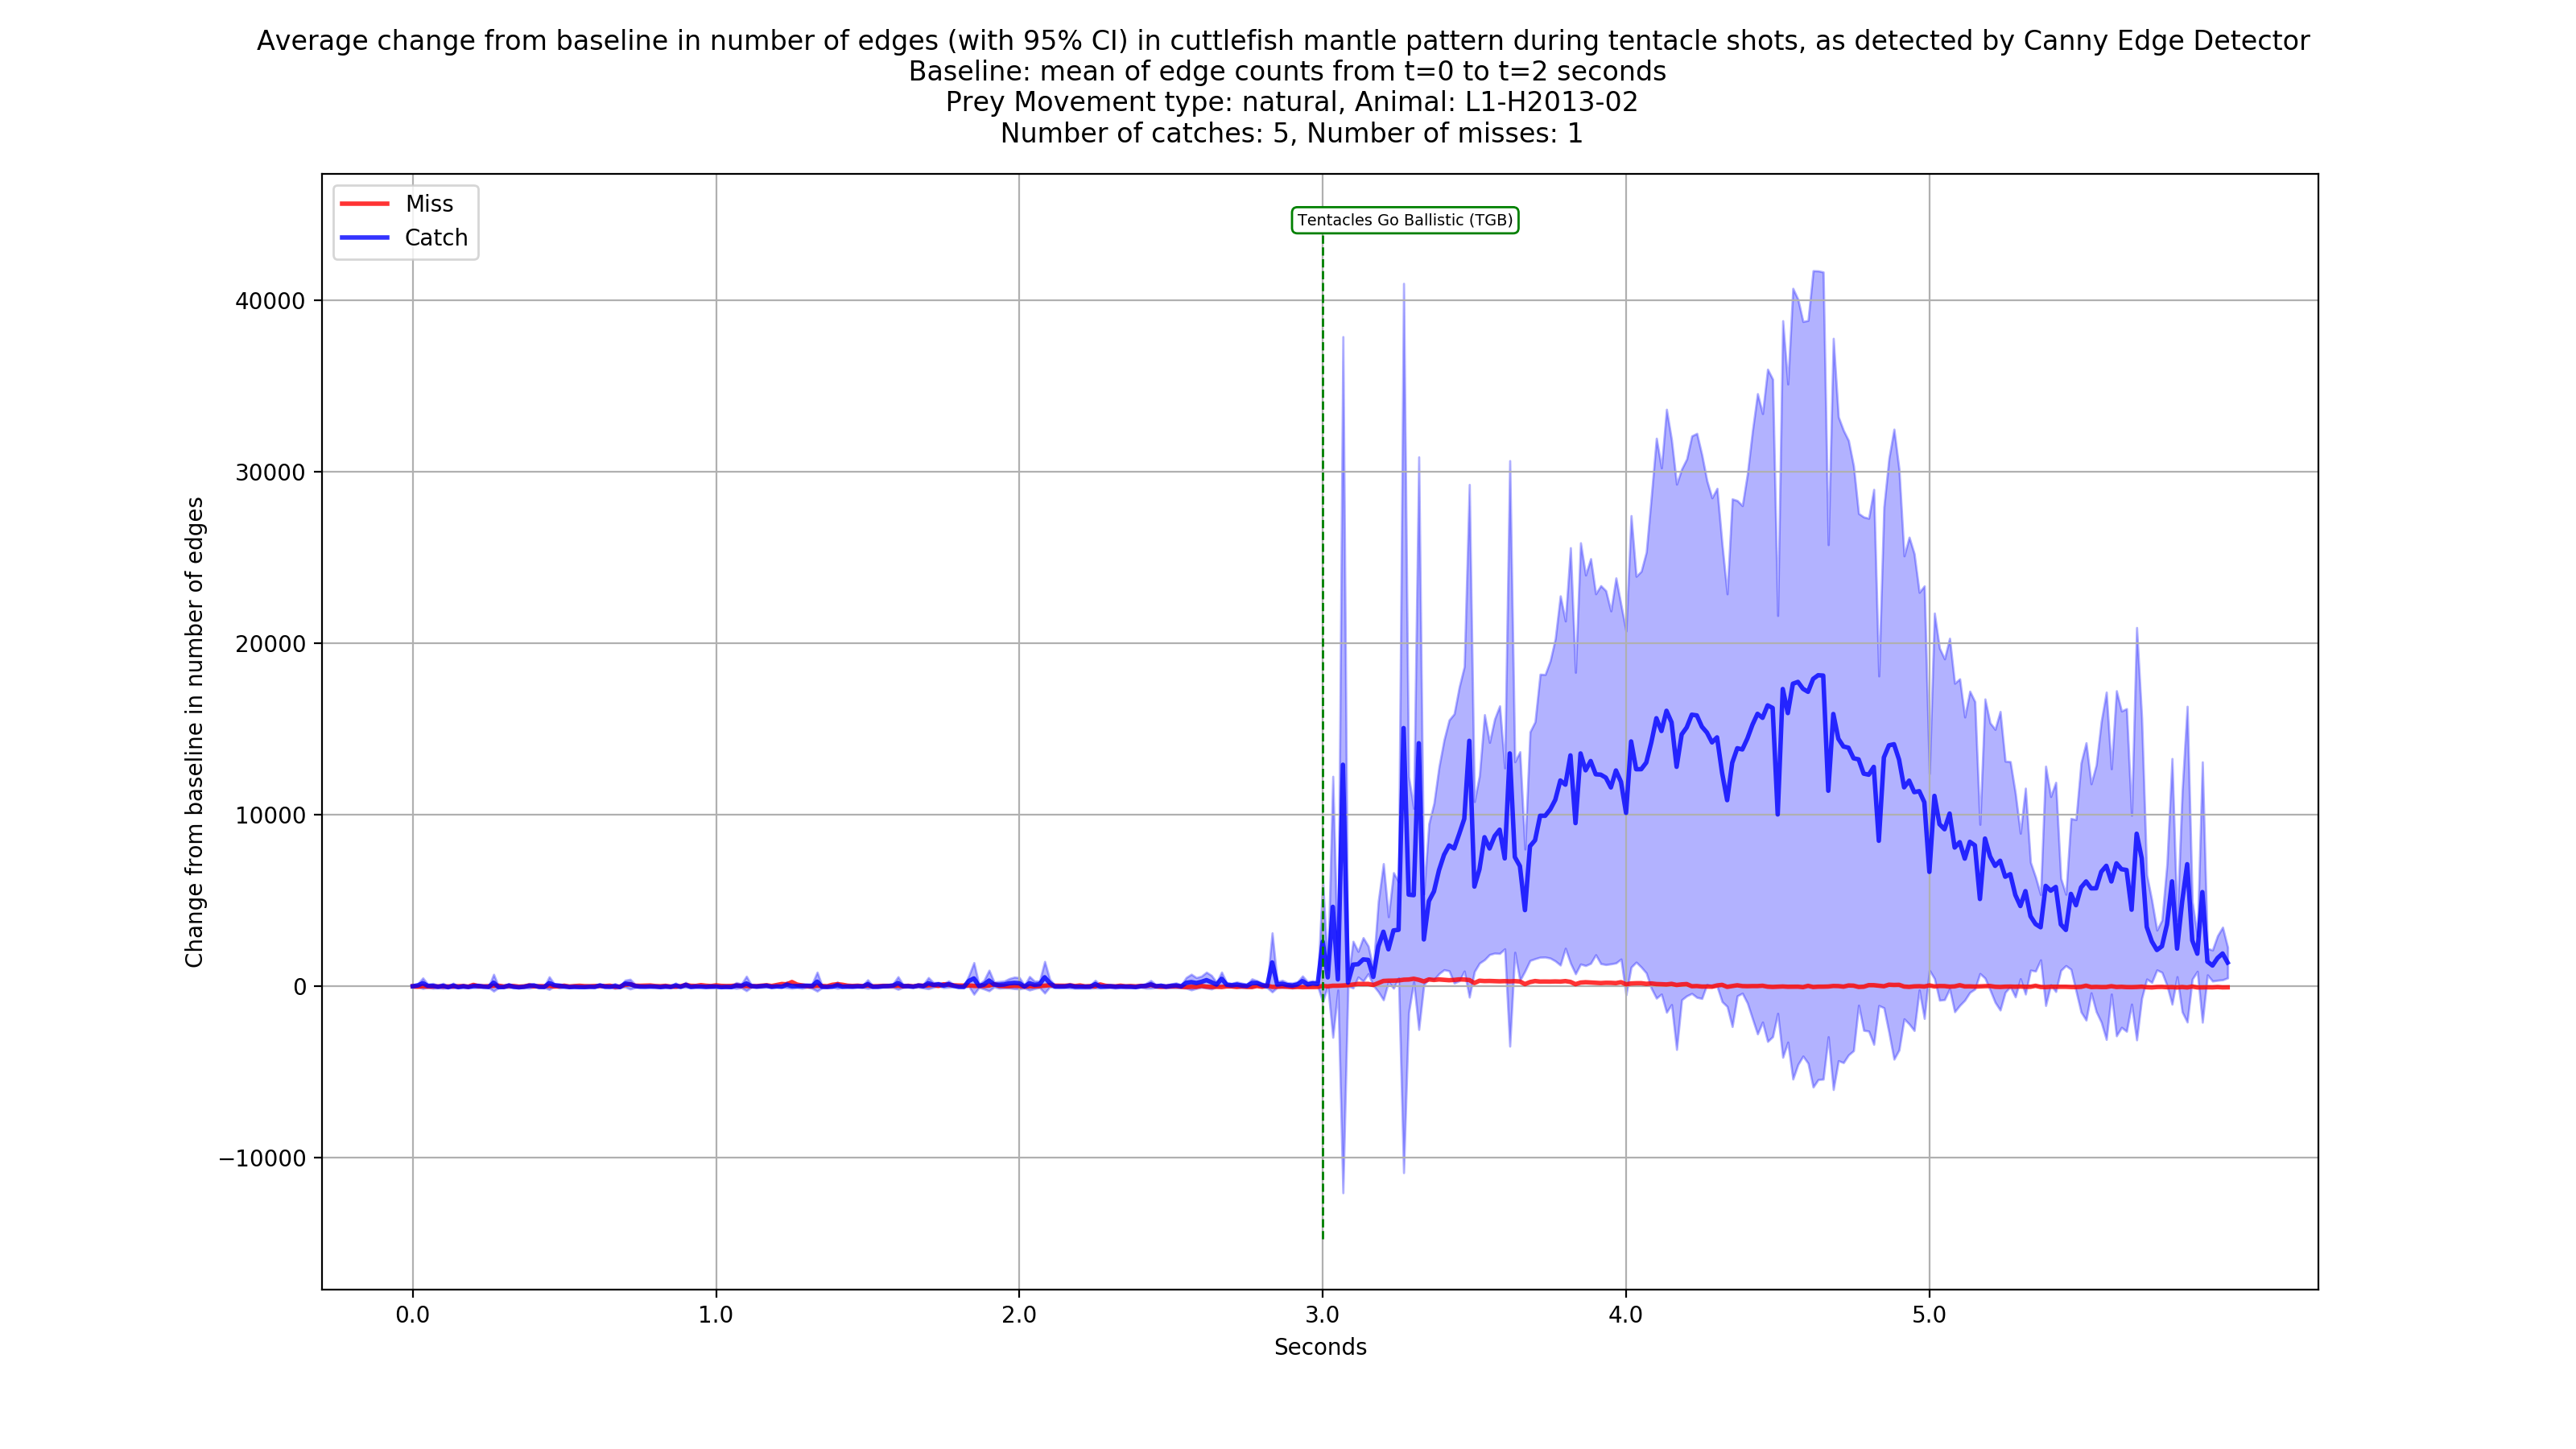 Average change from baseline in number of edges (with 95% CI) in cuttlefish mantle pattern during tentacle shots, as detected by Canny Edge Detector
Baseline: mean of edge counts from t=0 to t=2 seconds
Prey Movement type: natural, Animal: L1-H2013-02
Number of catches: 5, Number of misses: 1
Miss
Catch
Tentacles Go Ballistic (TGB)
40000
30000
20000
10000
0
−10000
Change from baseline in number of edges
0.0 1.0 2.0 3.0 4.0 5.0
Seconds